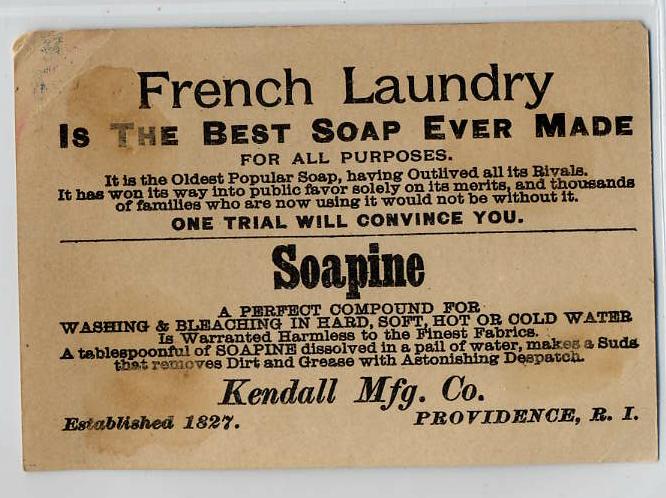 French Laundry
IS THE BEST SOAP EVER MADE
FOR ALL PURPOSES.
It is the Oldest Popular Soap, having Outlived all its Rivals.
It has won its way into public favor solely on its merits, and thousands
of families who are now using it would not be without it.
ONE TRIAL WILL CONVINCE YOU.
Soapine
A PERFECT COMPOUND FOR
WASHING & BLEACHING IN HARD, SOFT, HOT OR COLD WATER
Is Warranted Harmless to the Finest Fabrics.
A tablespoonful of SOAPINE dissolved in a pail of water, makes a Suds
that removes Dirt and Grease with Astonishing Despatch.
Kendall Mfg. Co.
Established 1827. PROVIDENCE, R. I.